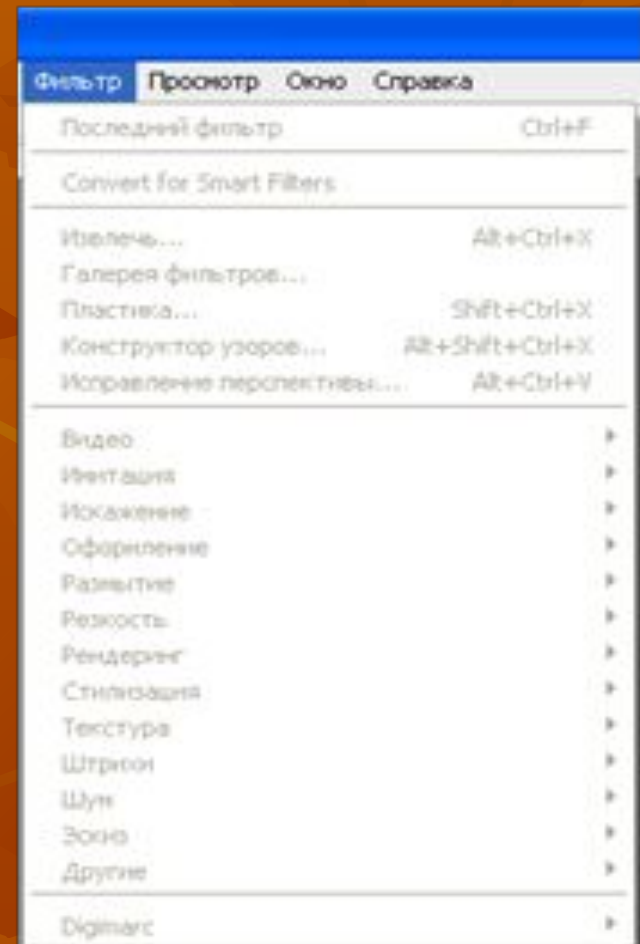 Фильтр Просмотр Окно Справка
Последний фильтр Ctrl+F
Convert for Smart Filters
Извлечь... Alt+Ctrl+X
Галерея фильтров...
Пластика... Shift+Ctrl+X
Конструктор узоров... Alt+Shift+Ctrl+X
Исправление перспективы... Alt+Ctrl+V
Видео
Имитация
Искажение
Оформление
Размытие
Резкость
Рендеринг
Стилизация
Текстура
Штрихи
Шум
Эскиз
Другие
Digimarc